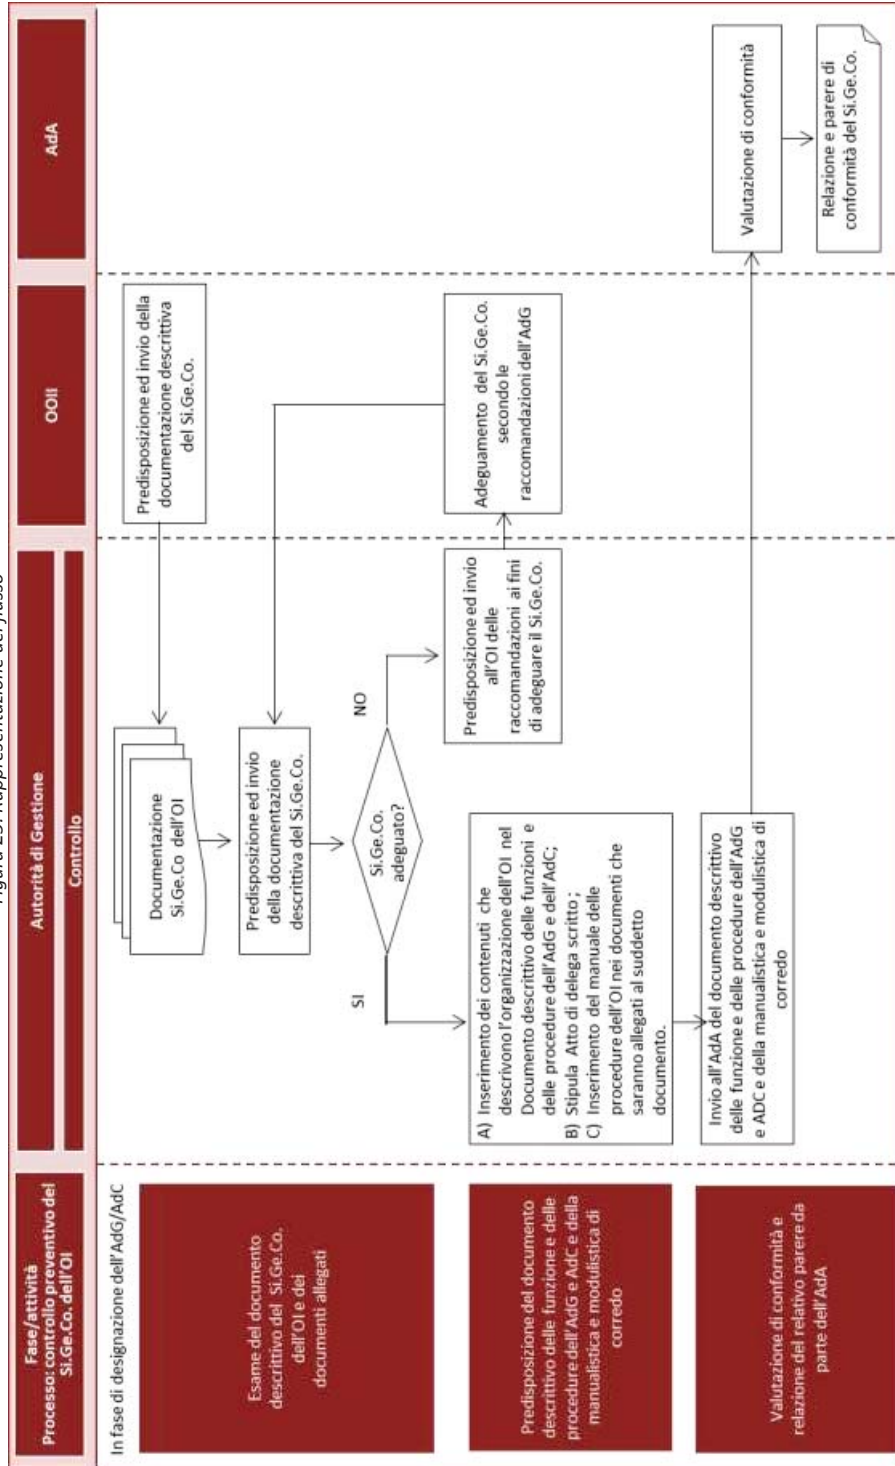 Figura 25: Rappresentazione del flusso
Fase/attività
Processo: controllo preventivo del
Si.Ge.Co. dell'OI
Autorità di Gestione
Controllo
OOII
AdA
In fase di designazione dell'AdG/AdC
Esame del documento
descrittivo del Si.Ge.Co.
dell'OI e dei
documenti allegati
Documentazione
Si.Ge.Co dell'OI
Predisposizione ed invio della
documentazione descrittiva
del Si.Ge.Co.
Predisposizione ed invio
della documentazione
descrittiva del Si.Ge.Co.
Si.Ge.Co.
adeguato?
SI
NO
Predisposizione ed invio
all'OI delle
raccomandazioni ai fini
di adeguare il Si.Ge.Co.
Adeguamento del Si.Ge.Co.
secondo le
raccomandazioni dell'AdG
Predisposizione del documento
descrittivo delle funzione e delle
procedure dell'AdG e AdC e della
manualistica e modulistica di
corredo
A) Inserimento dei contenuti che
descrivono l'organizzazione dell'OI nel
Documento descrittivo delle funzioni e
delle procedure dell'AdG e dell'AdC;
B) Stipula Atto di delega scritto ;
C) Inserimento del manuale delle
procedure dell'OI nei documenti che
saranno allegati al suddetto
documento.
Valutazione di conformità e
relazione del relativo parere da
parte dell'AdA
Invio all'AdA del documento descrittivo
delle funzione e delle procedure dell'AdG
e ADC e della manualistica e modulistica di
corredo
Valutazione di conformità
Relazione e parere di
conformità del Si.Ge.Co.